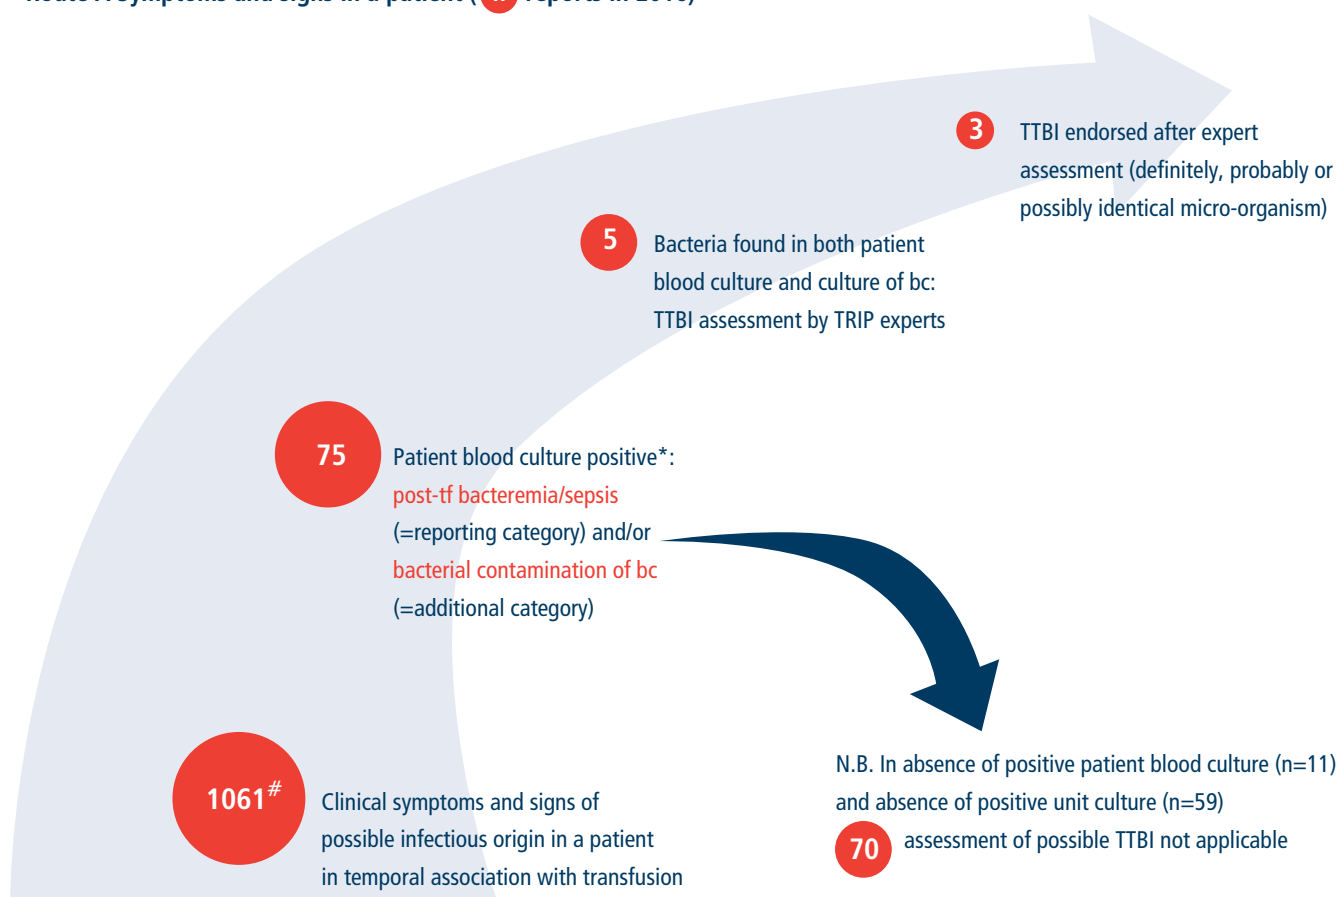 3
TTBI endorsed after expert
assessment (definitely, probably or
possibly identical micro-organism)
5
Bacteria found in both patient
blood culture and culture of bc:
TTBI assessment by TRIP experts
75
Patient blood culture positive*:
post-tf bacteremia/sepsis
(=reporting category) and/or
bacterial contamination of bc
(=additional category)
1061#
Clinical symptoms and signs of
possible infectious origin in a patient
in temporal association with transfusion
N.B. In absence of positive patient blood culture (n=11)
and absence of positive unit culture (n=59)
70 assessment of possible TTBI not applicable